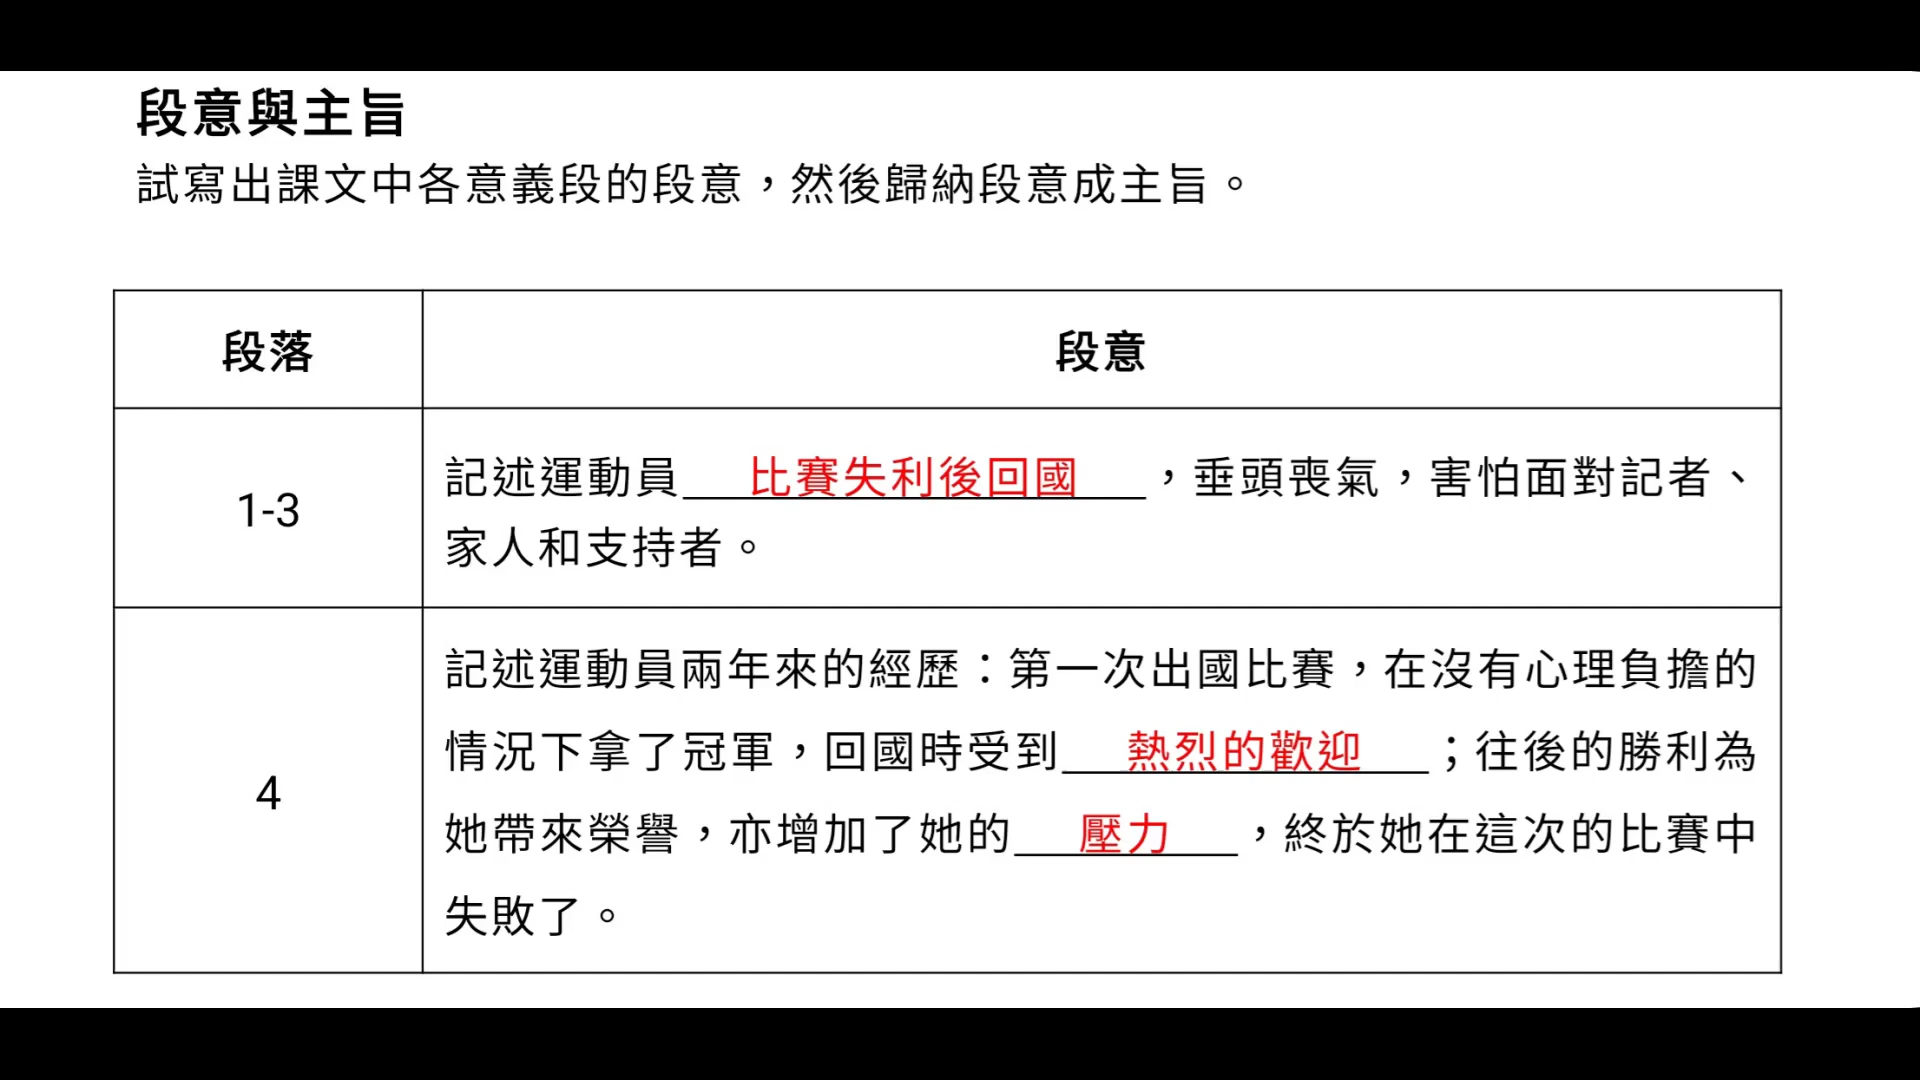 段意與主旨
試寫出課文中各意義段的段意，然後歸納段意成主旨。
段落
段意
1-3
記述運動員比賽失利後回國，垂頭喪氣，害怕面對記者、
家人和支持者。
4
記述運動員兩年來的經歷：第一次出國比賽，在沒有心理負擔的
情況下拿了冠軍，回國時受到熱烈的歡迎；往後的勝利為
她帶來榮譽，亦增加了她的壓力，終於她在這次的比賽中
失敗了。